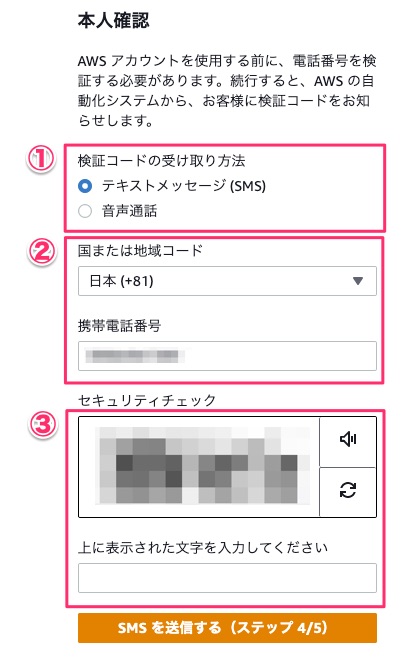 本人確認
AWS アカウントを使用する前に、電話番号を検
証する必要があります。続行すると、AWS の自
動化システムから、お客様に検証コードをお知
らせします。
①
検証コードの受け取り方法
テキストメッセージ (SMS)
音声通話
②
国または地域コード
日本 (+81)
携帯電話番号
セキュリティチェック
③
上に表示された文字を入力してください
SMS を送信する（ステップ 4/5）